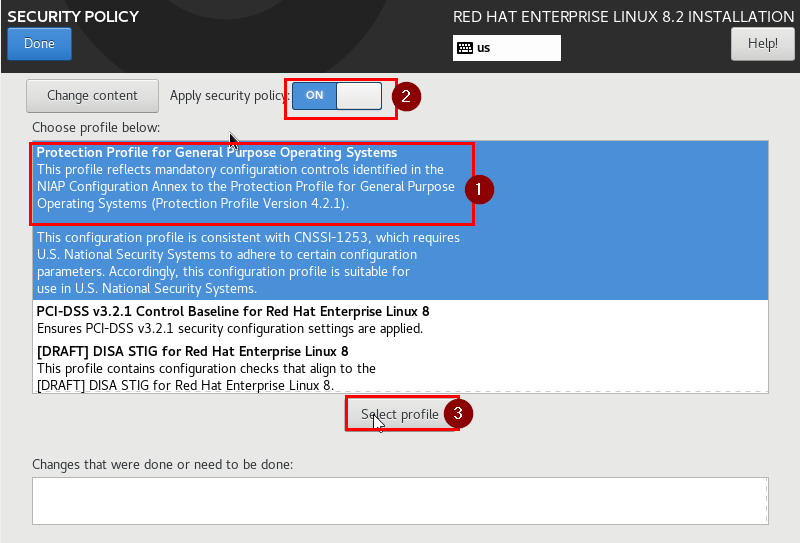 SECURITY POLICY
RED HAT ENTERPRISE LINUX 8.2 INSTALLATION
Done
us
Help!
Change content
Apply security policy:
ON
2
Choose profile below:
Protection Profile for General Purpose Operating Systems
This profile reflects mandatory configuration controls identified in the
NIAP Configuration Annex to the Protection Profile for General Purpose
Operating Systems (Protection Profile Version 4.2.1).
1
This configuration profile is consistent with CNSSI-1253, which requires
U.S. National Security Systems to adhere to certain configuration
parameters. Accordingly, this configuration profile is suitable for
use in U.S. National Security Systems.
PCI-DSS v3.2.1 Control Baseline for Red Hat Enterprise Linux 8
Ensures PCI-DSS v3.2.1 security configuration settings are applied.
[DRAFT] DISA STIG for Red Hat Enterprise Linux 8
This profile contains configuration checks that align to the
[DRAFT] DISA STIG for Red Hat Enterprise Linux 8.
Select profile
3
Changes that were done or need to be done: